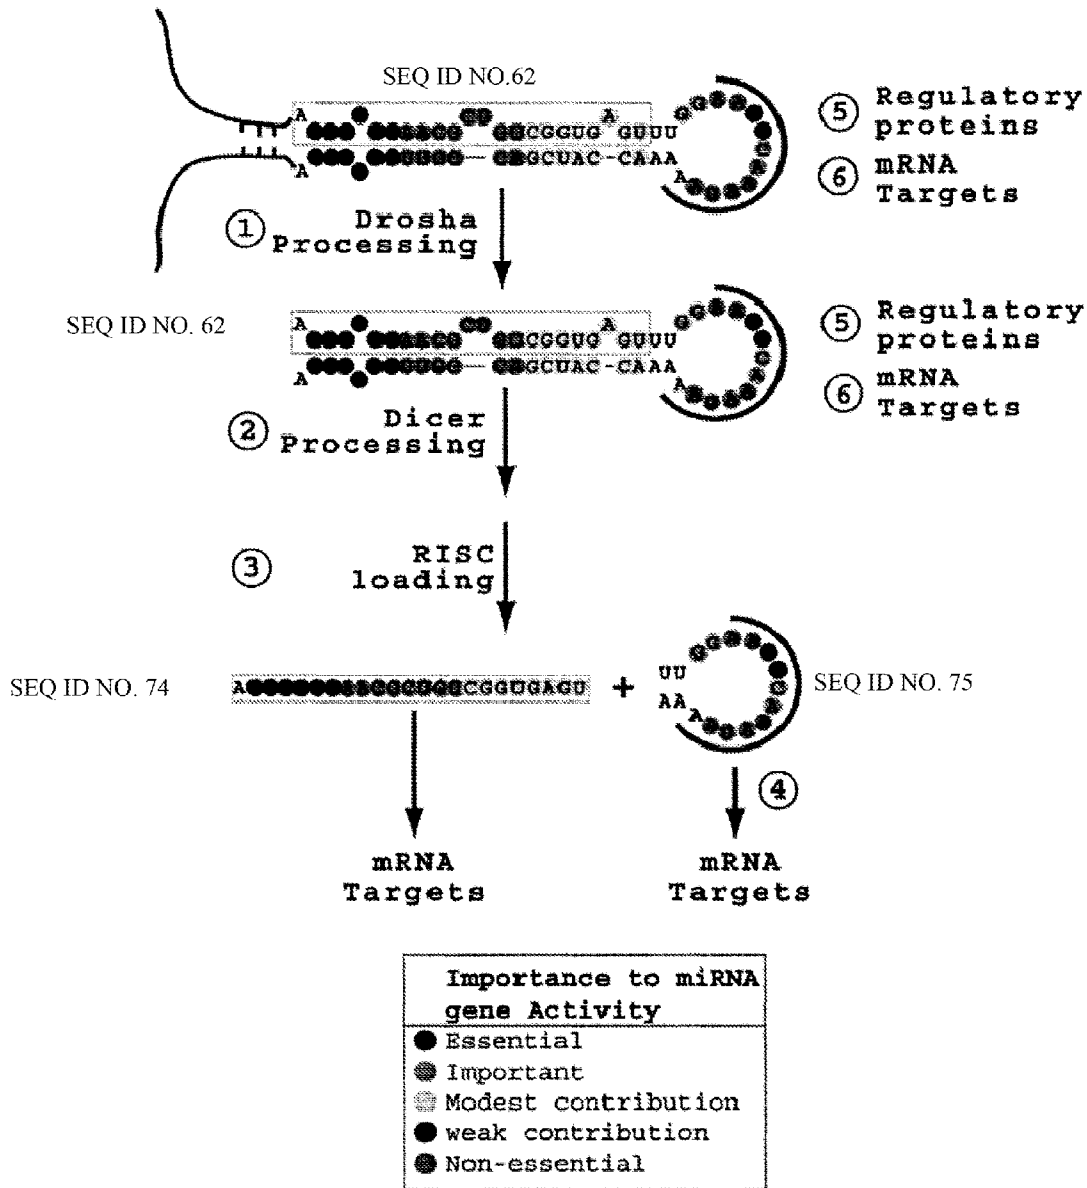 SEQ ID NO.62
A
A
CGGUG
GUUU
GCUAC-CAAA
A
A
⑤ Regulatory
proteins
⑥ mRNA
Targets
① Drosha
Processing
SEQ ID NO. 62
A
A
CGGUG
GUUU
GCUAC-CAAA
A
A
⑤ Regulatory
proteins
⑥ mRNA
Targets
② Dicer
Processing
③ RISC
loading
SEQ ID NO. 74
A
CGGUGAGU
+
UU
AA
A
SEQ ID NO. 75
④
mRNA
Targets
mRNA
Targets
Importance to miRNA
gene Activity
Essential
Important
Modest contribution
weak contribution
Non-essential